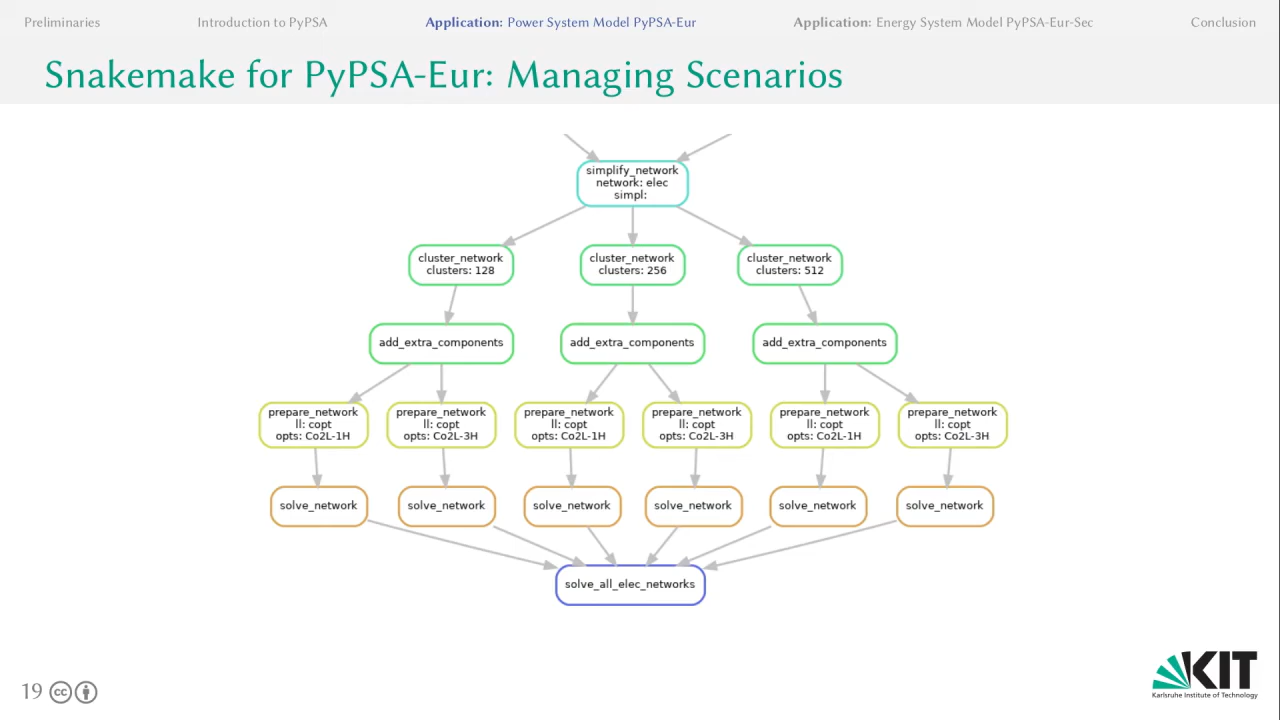 Preliminaries
Introduction to PyPSA
Application: Power System Model PyPSA-Eur
Application: Energy System Model PyPSA-Eur-Sec
Conclusion
Snakemake for PyPSA-Eur: Managing Scenarios
simplify_network
network: elec
simpl:
cluster_network
clusters: 128
cluster_network
clusters: 256
cluster_network
clusters: 512
add_extra_components
add_extra_components
add_extra_components
prepare_network
ll: copt
opts: Co2L-1H
prepare_network
ll: copt
opts: Co2L-3H
prepare_network
ll: copt
opts: Co2L-1H
prepare_network
ll: copt
opts: Co2L-3H
prepare_network
ll: copt
opts: Co2L-1H
prepare_network
ll: copt
opts: Co2L-3H
solve_network
solve_network
solve_network
solve_network
solve_network
solve_network
solve_all_elec_networks
19
cc
KIT
Karlsruhe Institute of Technology